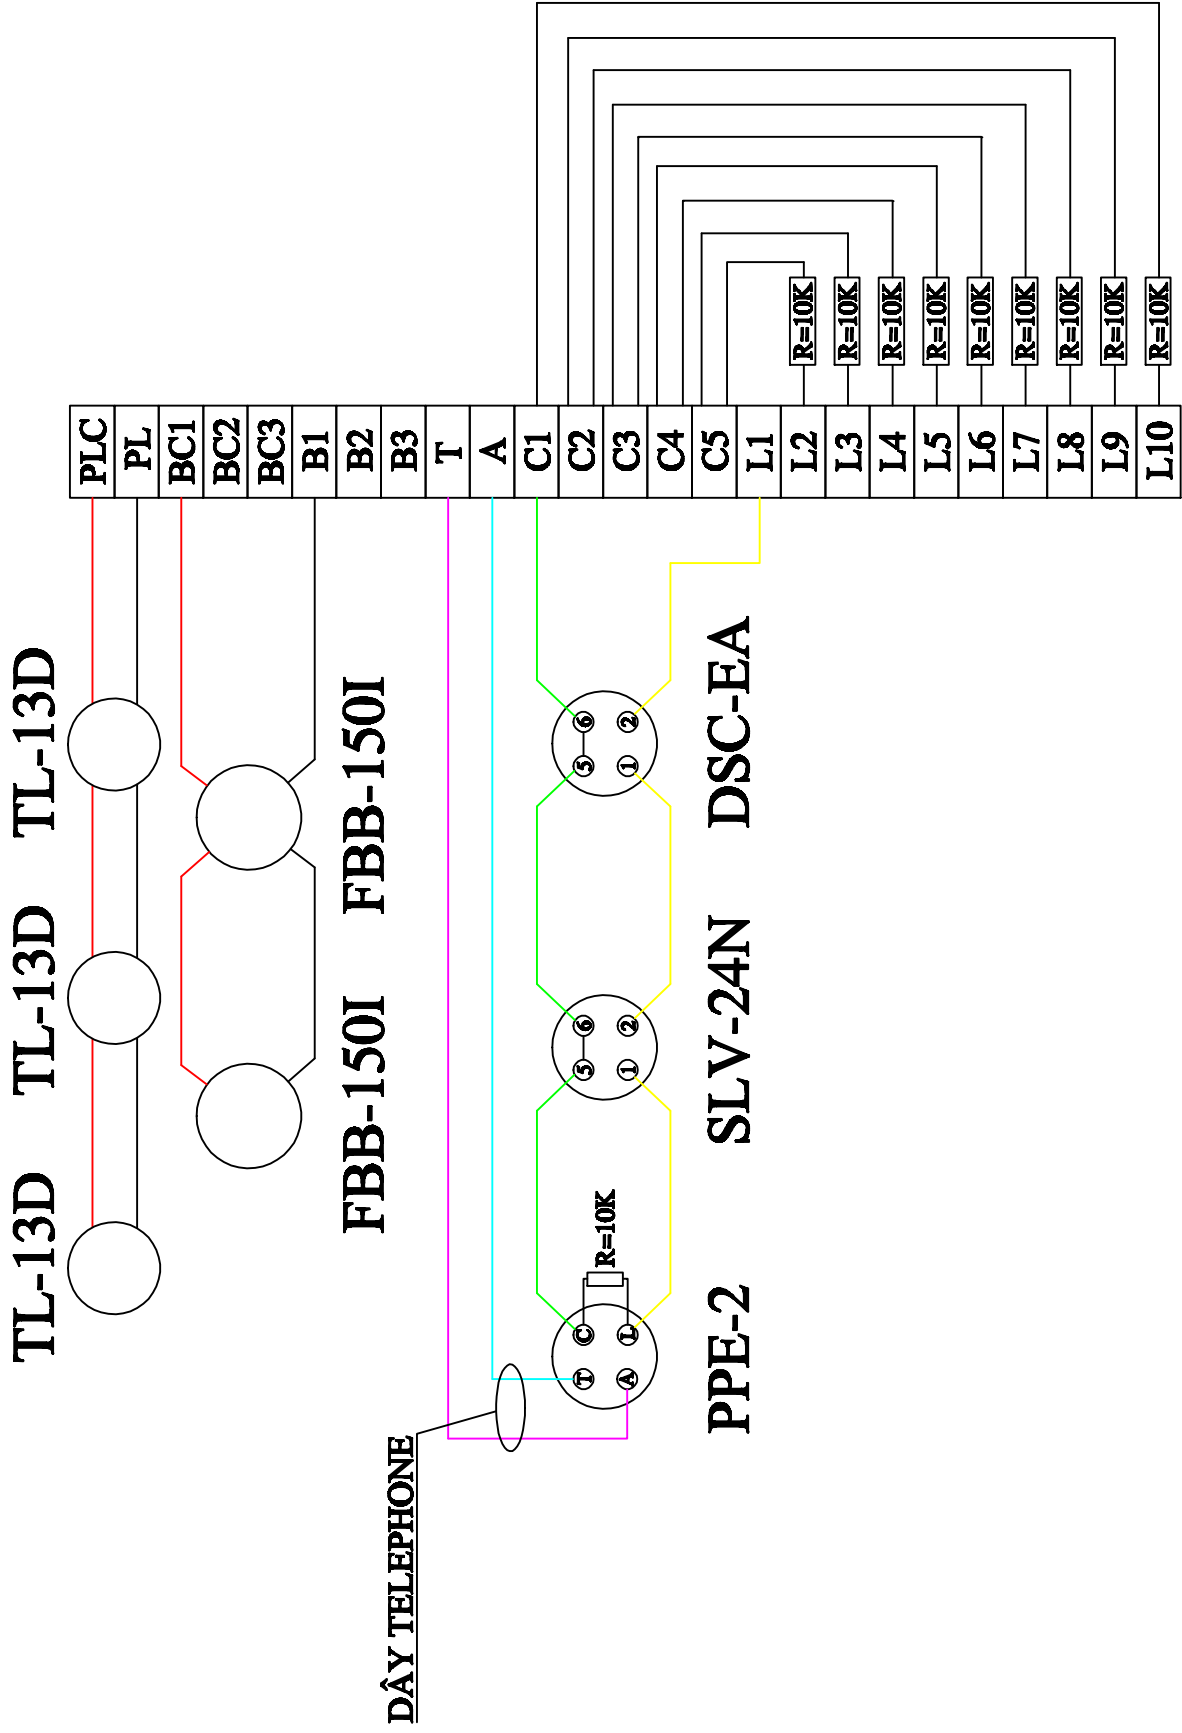 PLC
PL
BC1
BC2
BC3
B1
B2
B3
T
A
C1
C2
C3
C4
C5
L1
L2
L3
L4
L5
L6
L7
L8
L9
L10
R=10K
R=10K
R=10K
R=10K
R=10K
R=10K
R=10K
R=10K
R=10K
TL-13D
TL-13D
TL-13D
FBB-150I
FBB-150I
DÂY TELEPHONE
T
C
A
L
R=10K
5
6
1
2
5
6
1
2
PPE-2
SLV-24N
DSC-EA